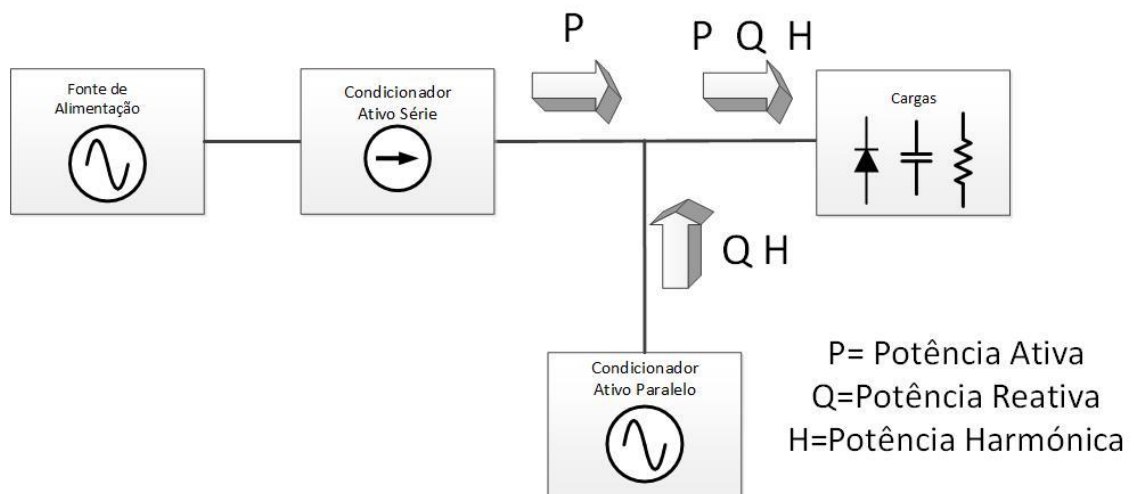 P
P Q H
Fonte de
Alimentação
Condicionador
Ativo Série
Cargas
Q H
Condicionador
Ativo Paralelo
P= Potência Ativa
Q=Potência Reativa
H=Potência Harmónica